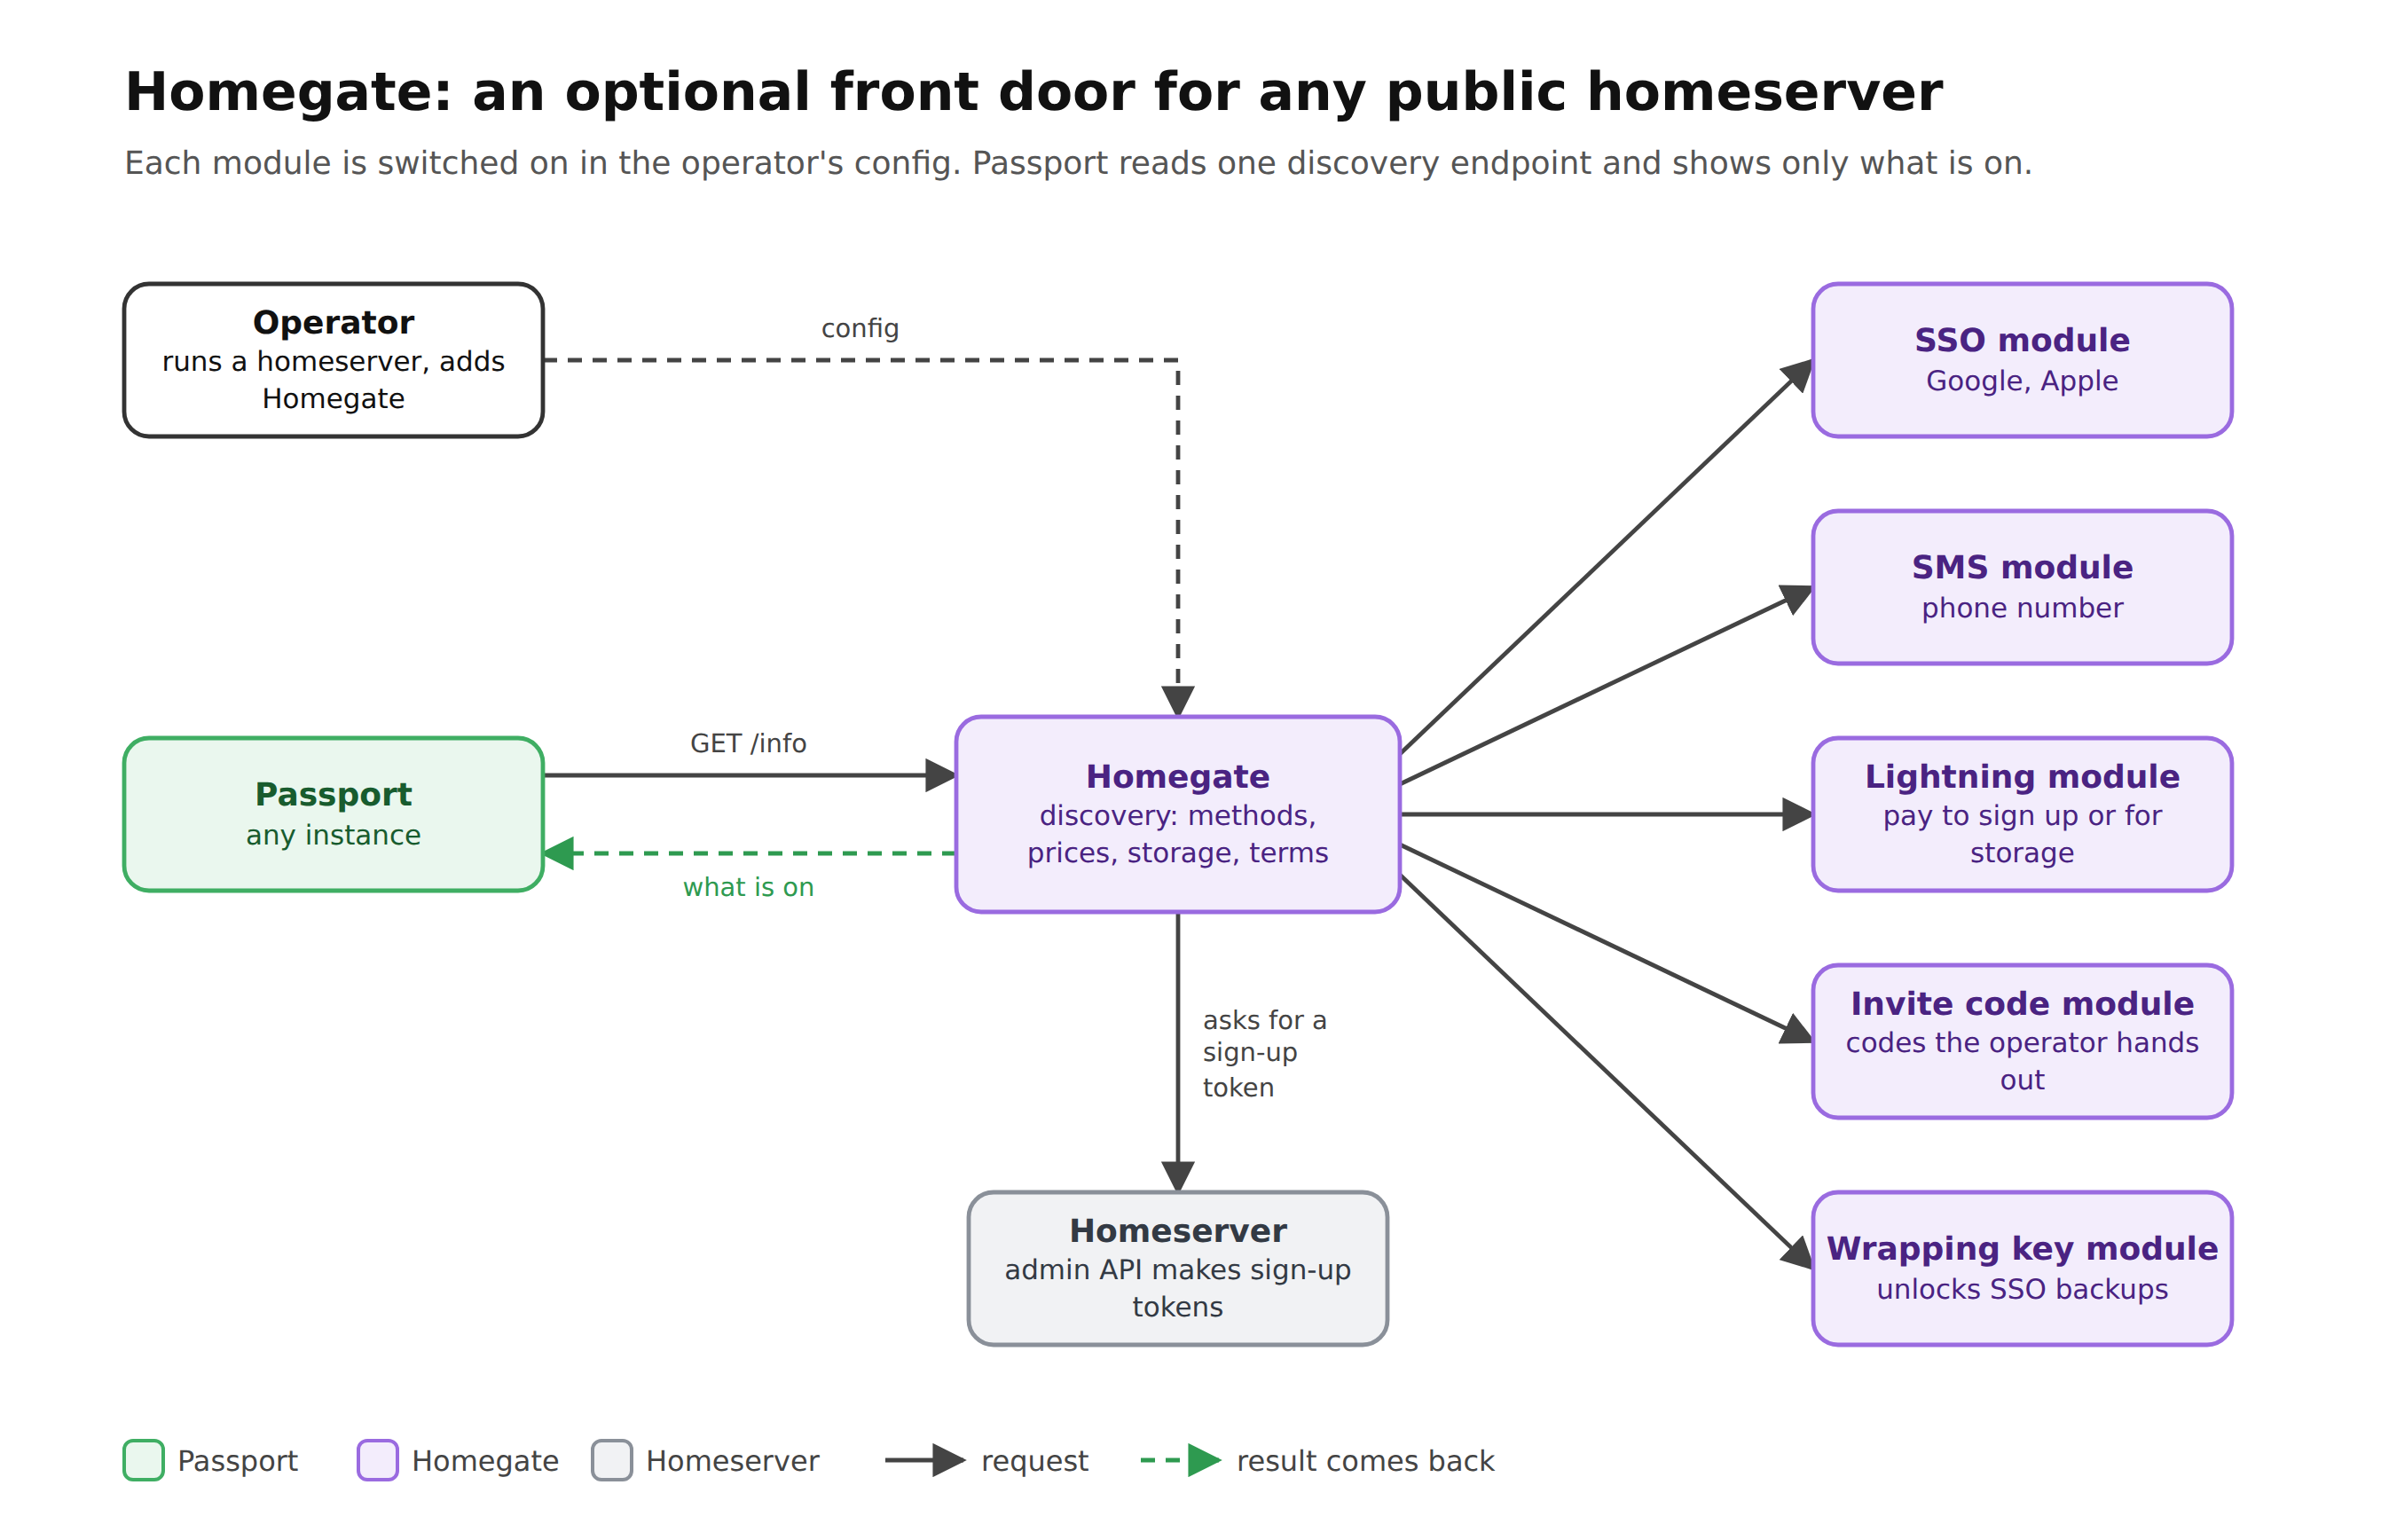 Homegate: an optional front door for any public homeserver
Each module is switched on in the operator's config. Passport reads one discovery endpoint and shows only what is on.
Operator
runs a homeserver, adds
Homegate
config
SSO module
Google, Apple
SMS module
phone number
Passport
any instance
GET /info
what is on
Homegate
discovery: methods,
prices, storage, terms
Lightning module
pay to sign up or for
storage
asks for a
sign-up
token
Invite code module
codes the operator hands
out
Homeserver
admin API makes sign-up
tokens
Wrapping key module
unlocks SSO backups
Passport
Homegate
Homeserver
request
result comes back